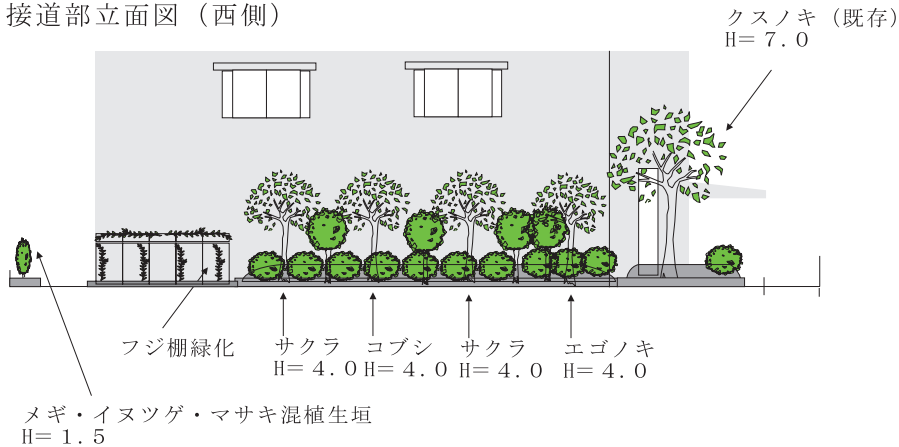 接道部立面図（西側）
クスノキ（既存）
H＝７.０
フジ棚緑化
サクラ
H＝４.０
コブシ
H＝４.０
サクラ
H＝４.０
エゴノキ
H＝４.０
メギ・イヌツゲ・マサキ混植生垣
H＝１.５